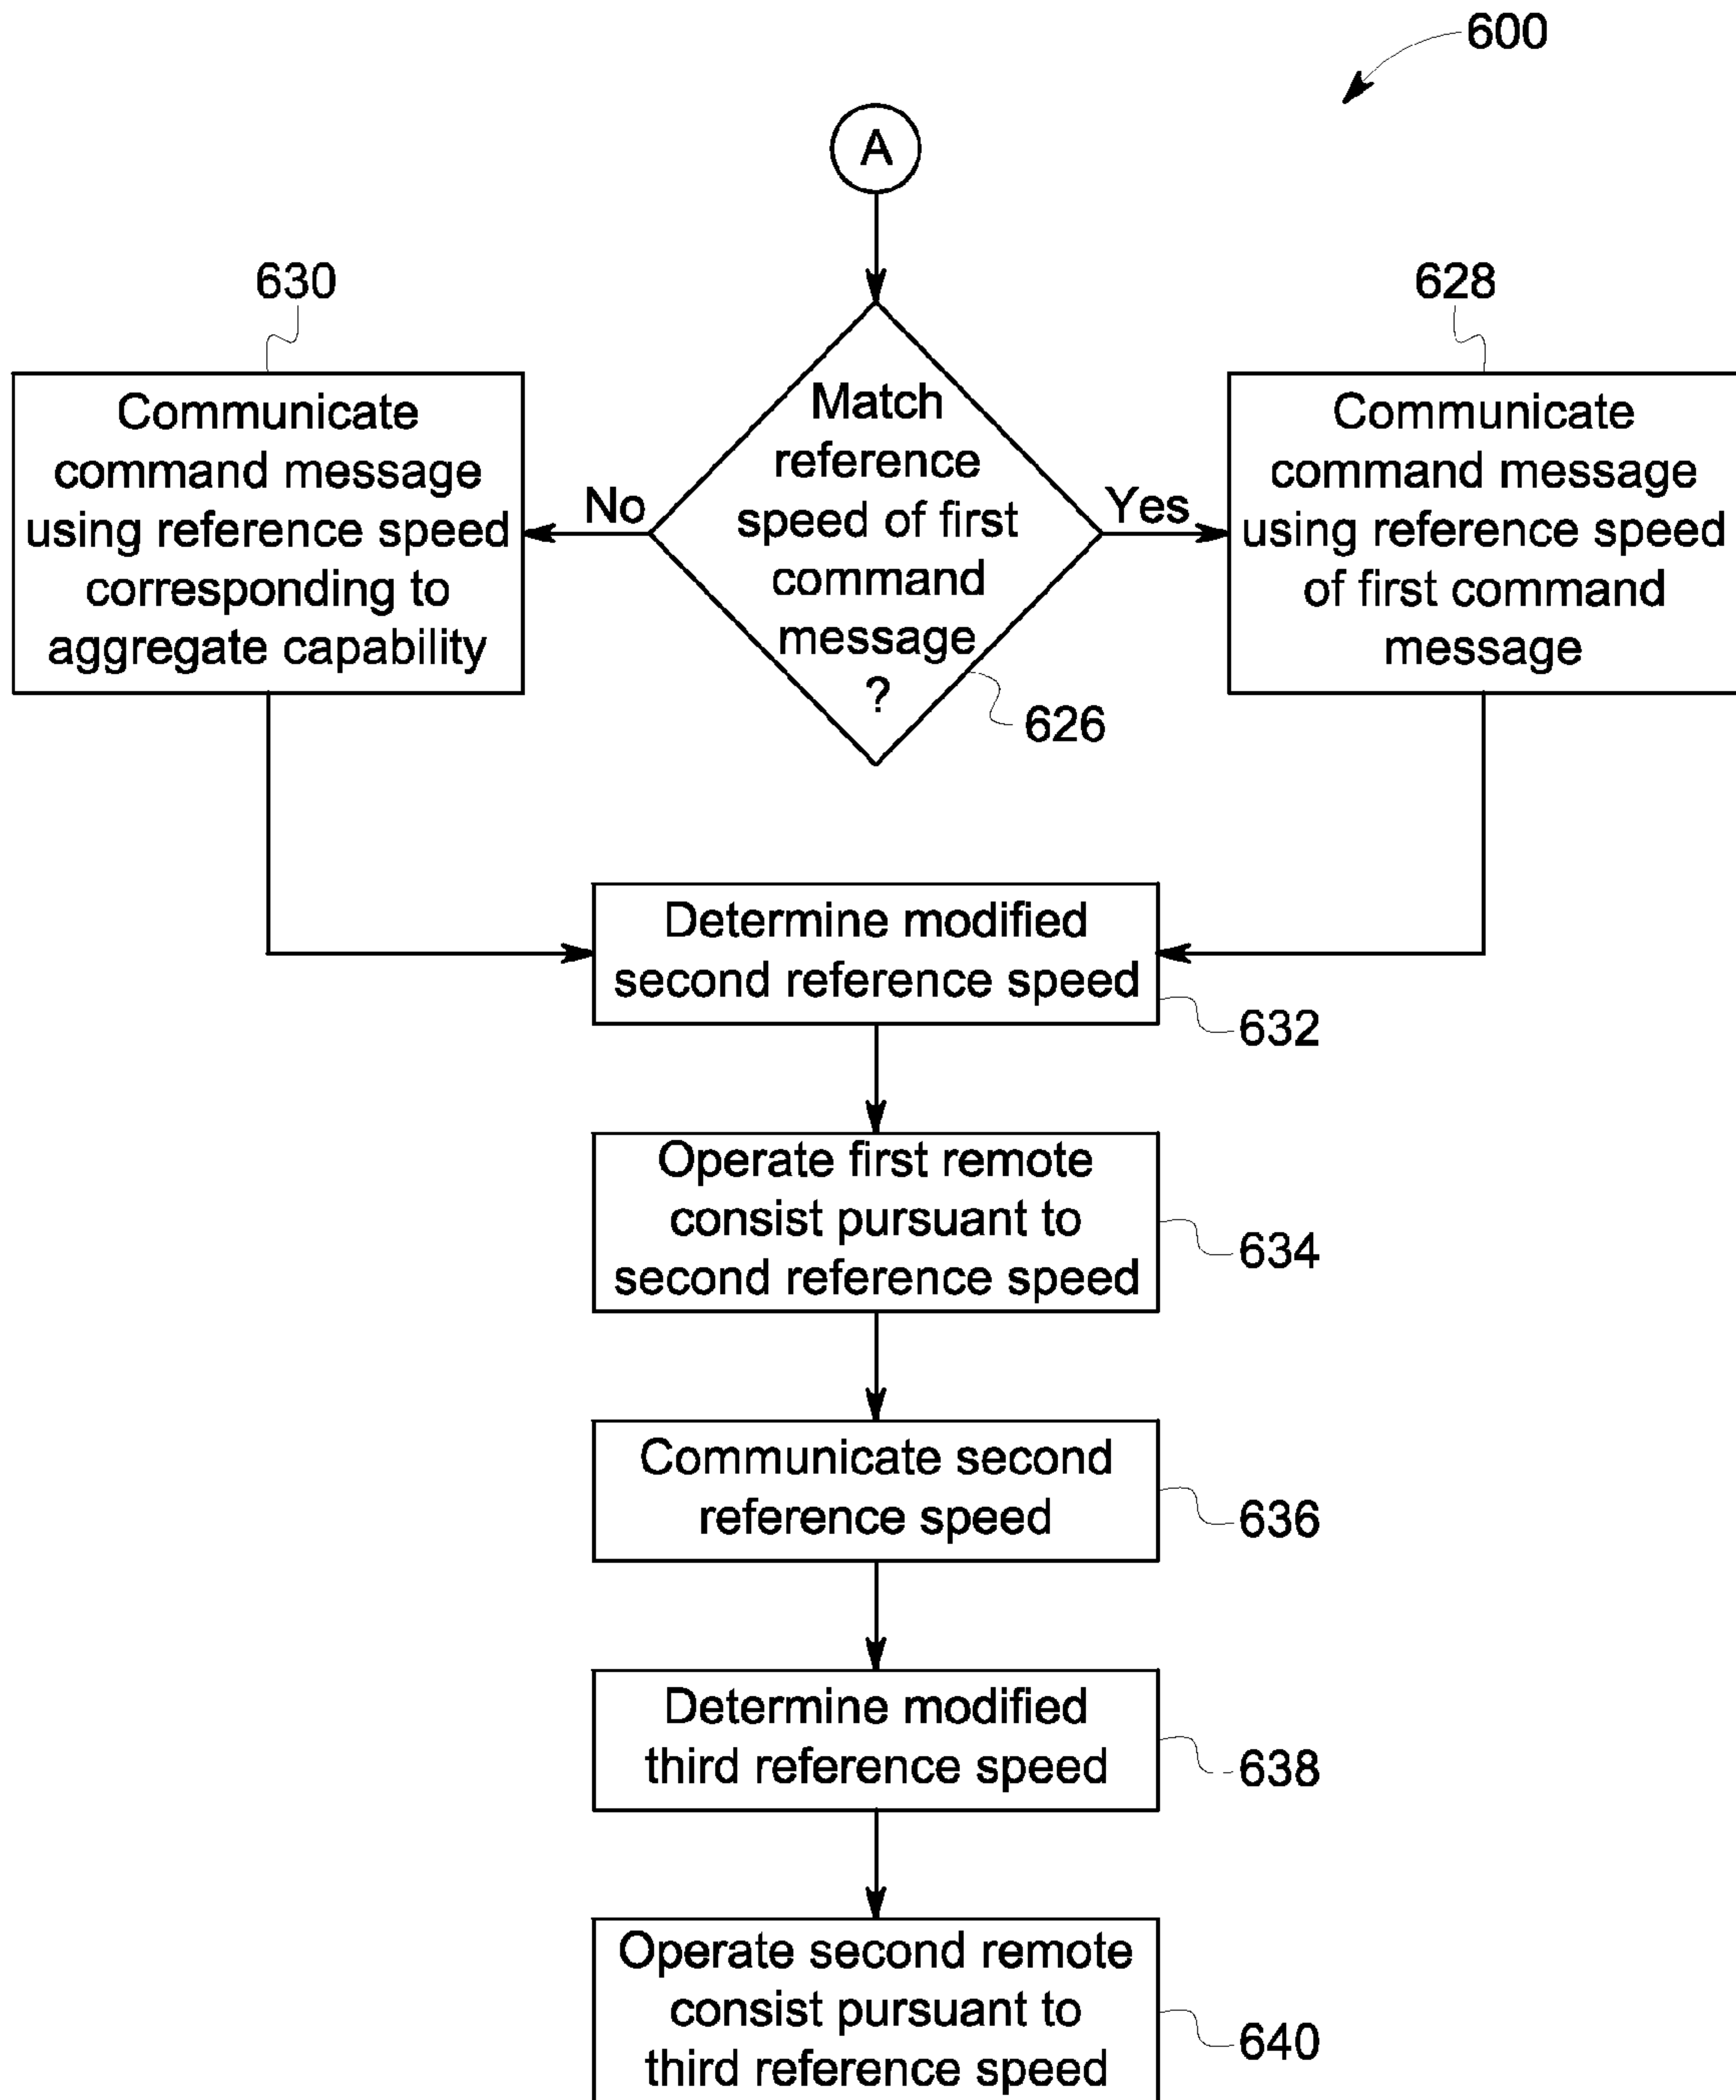 600
A
630
628
Communicate
command message
using reference speed
corresponding to
aggregate capability
No
Match
reference
speed of first
command
message
?
Yes
Communicate
command message
using reference speed
of first command
message
626
Determine modified
second reference speed
632
Operate first remote
consist pursuant to
second reference speed
634
Communicate second
reference speed
636
Determine modified
third reference speed
638
Operate second remote
consist pursuant to
third reference speed
640